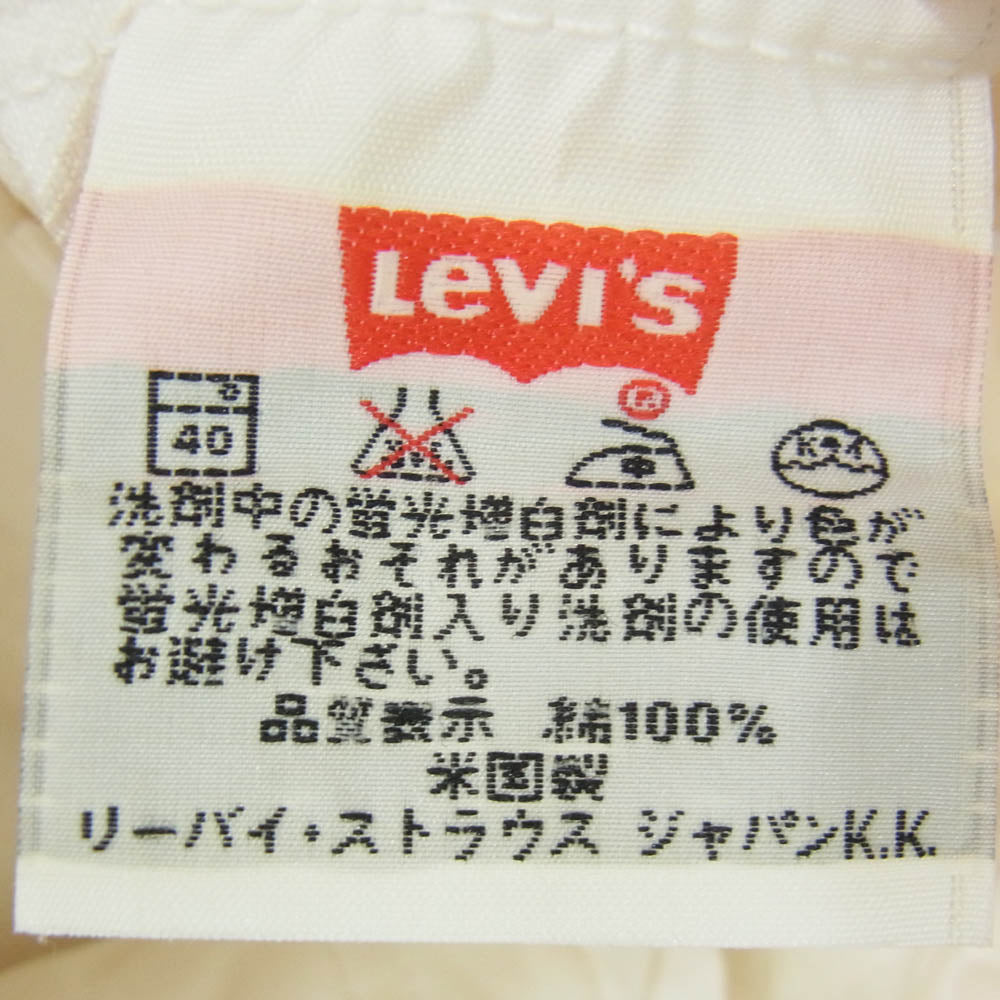 Levi's
®
40 ドライ
洗剤中の蛍光増白剤により色が
変わるおそれがありますので
蛍光増白剤入り洗剤の使用は
お避け下さい。
品質表示 綿100%
米国製
リーバイ・ストラウス ジャパンK.K.